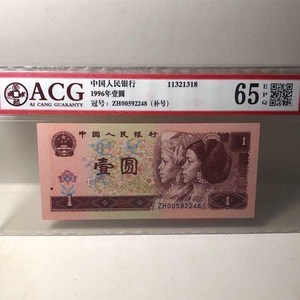 ACG
AI CANG GUARANTY
中国人民银行
1996年壹圆
冠号：ZH00592248（补号）
11321318
65
EPQ
中国人民银行
壹圆
1
1
ZH00592248